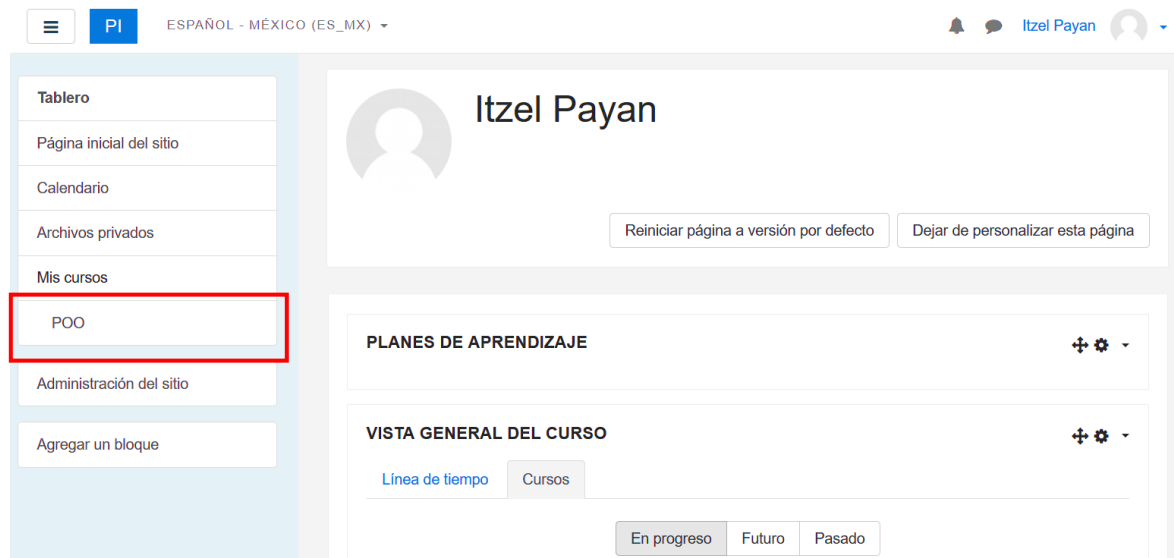 PI
ESPAÑOL - MÉXICO (ES_MX)
Itzel Payan
Tablero
Página inicial del sitio
Calendario
Archivos privados
Mis cursos
POO
Administración del sitio
Agregar un bloque
Itzel Payan
Reiniciar página a versión por defecto
Dejar de personalizar esta página
PLANES DE APRENDIZAJE
VISTA GENERAL DEL CURSO
Línea de tiempo
Cursos
En progreso
Futuro
Pasado